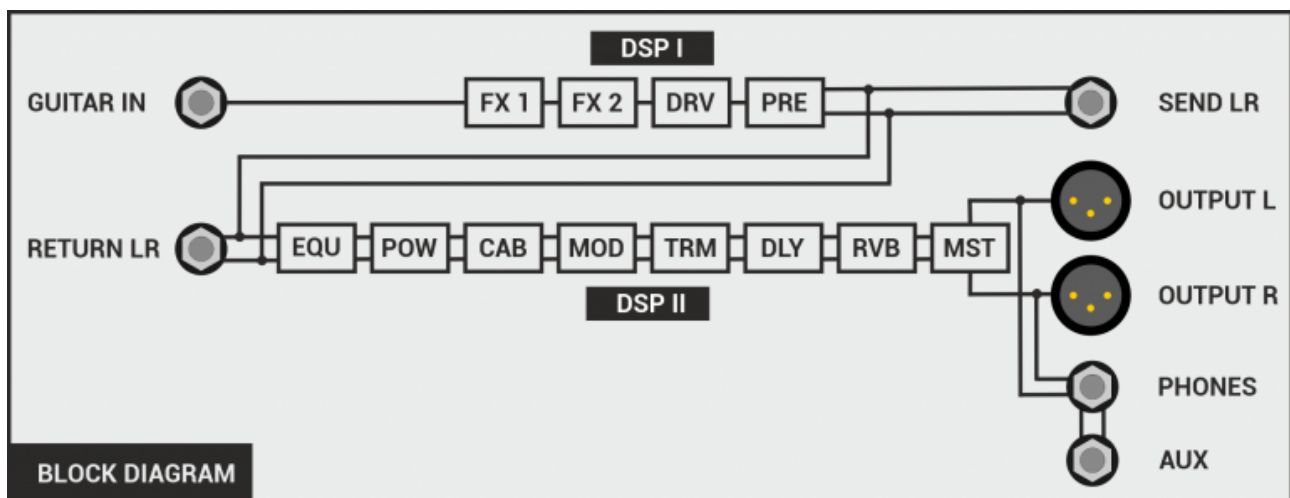 DSP I
GUITAR IN FX 1 FX 2 DRV PRE SEND LR
OUTPUT L
RETURN LR EQU POW CAB MOD TRM DLY RVB MST
DSP II
OUTPUT R
PHONES
AUX
BLOCK DIAGRAM